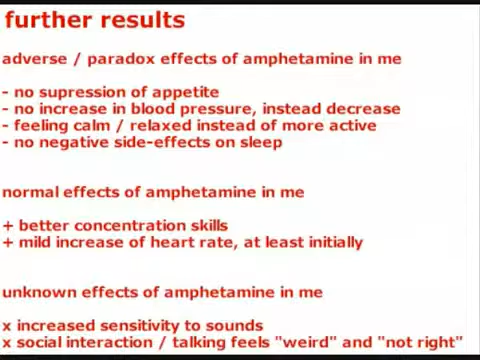 further results
adverse / paradox effects of amphetamine in me
- no supression of appetite
- no increase in blood pressure, instead decrease
- feeling calm / relaxed instead of more active
- no negative side-effects on sleep
normal effects of amphetamine in me
+ better concentration skills
+ mild increase of heart rate, at least initially
unknown effects of amphetamine in me
x increased sensitivity to sounds
x social interaction / talking feels "weird" and "not right"